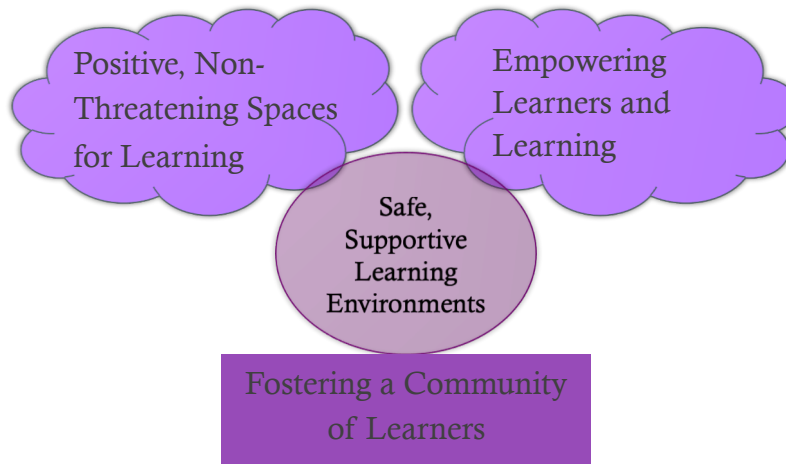 Positive, Non-
Threatening Spaces
for Learning
Empowering
Learners and
Learning
Safe,
Supportive
Learning
Environments
Fostering a Community
of Learners